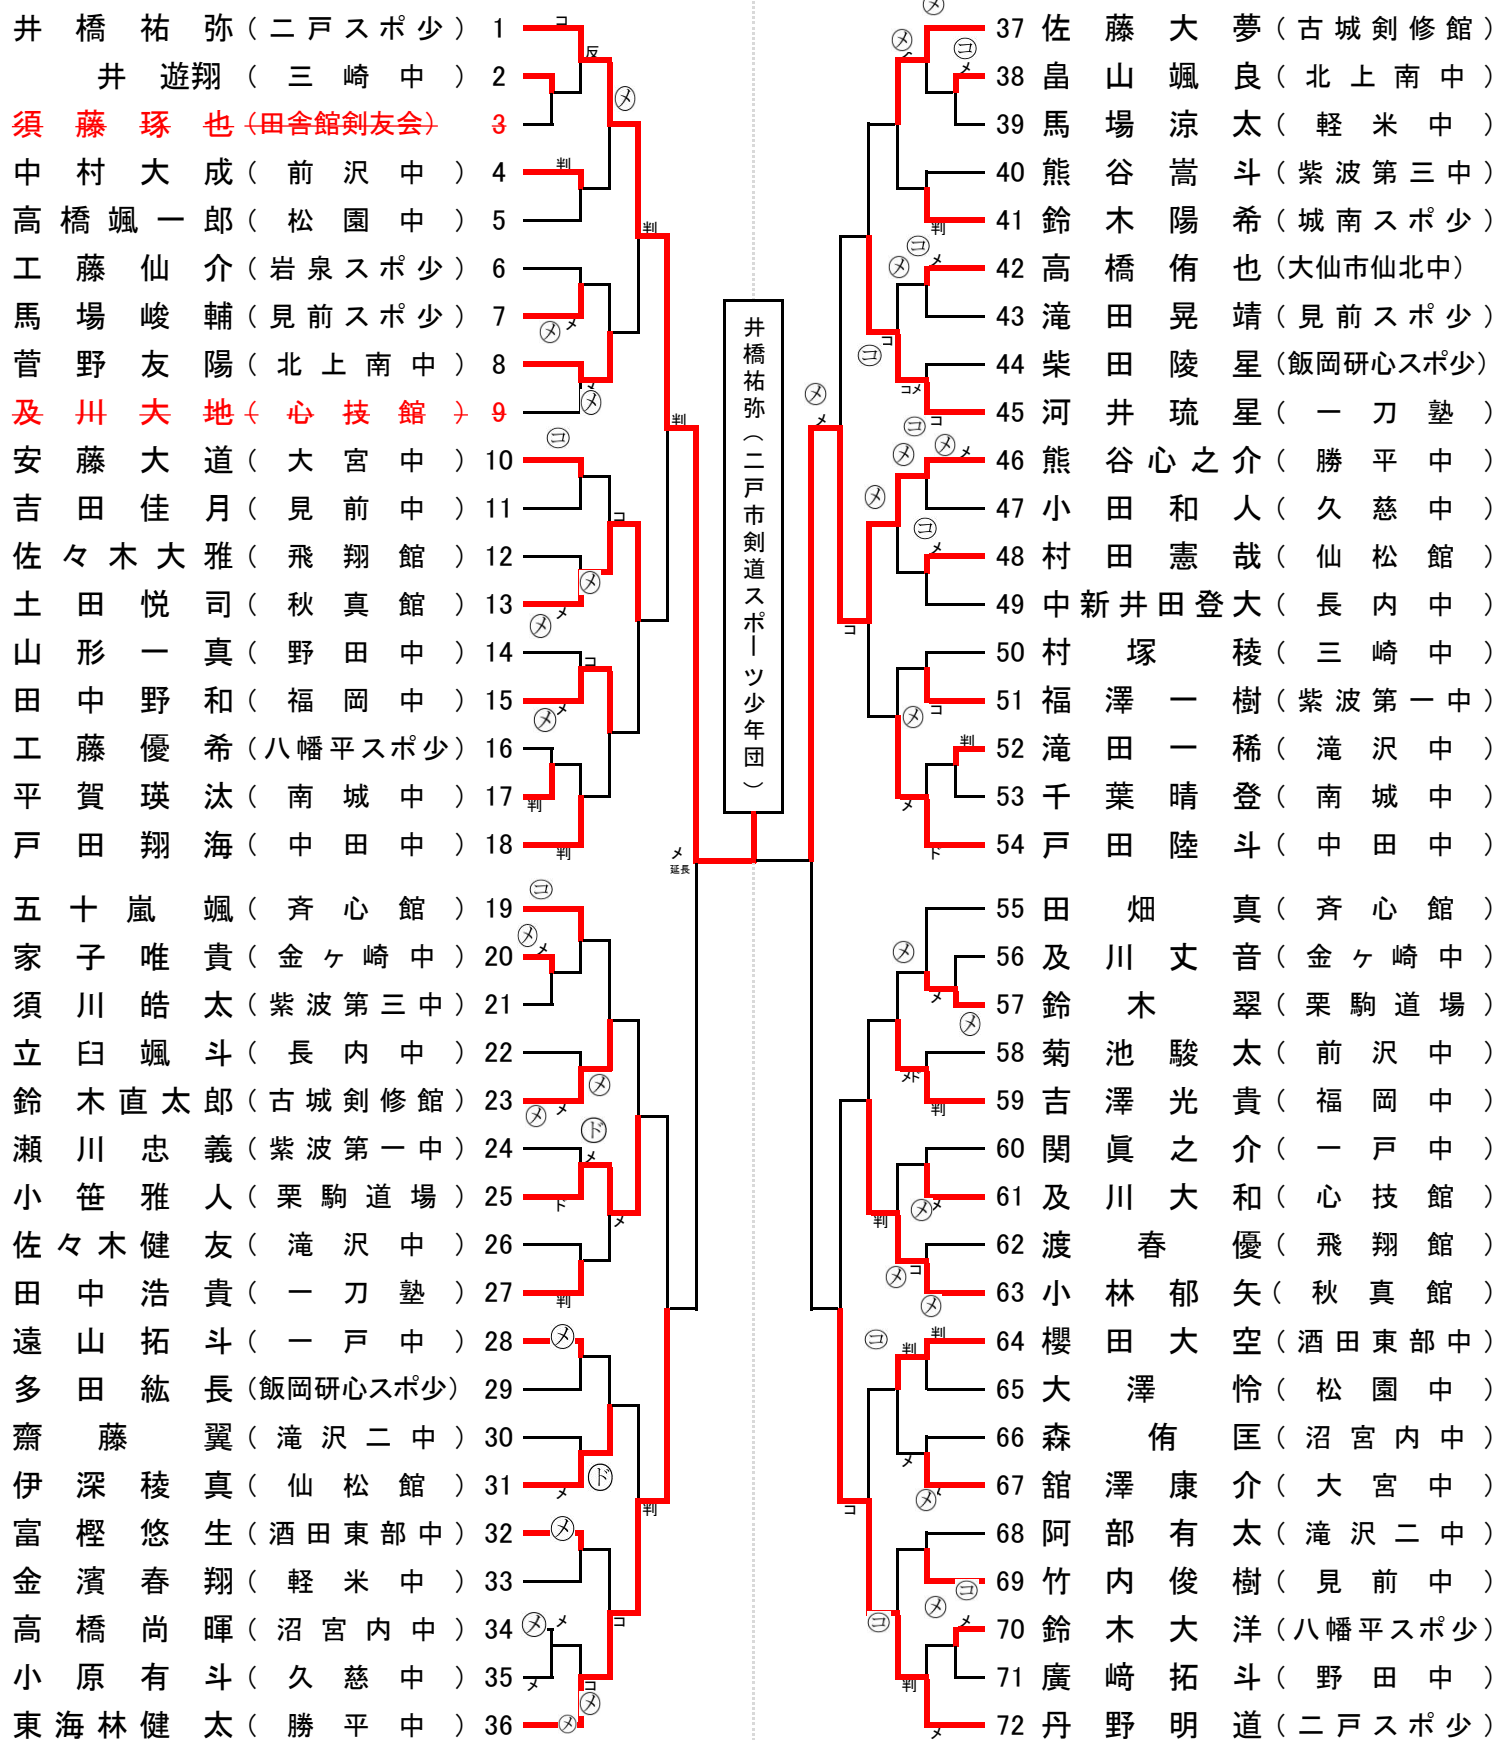 井橋祐弥(二戸スポ少) 1
井遊翔(三崎中) 2
須藤琢也(田舎館剣友会) 3
中村大成(前沢中) 4
高橋颯一郎(松園中) 5
工藤仙介(岩泉スポ少) 6
馬場峻輔(見前スポ少) 7
菅野友陽(北上南中) 8
及川大地(心技館) 9
安藤大道(大宮中) 10
吉田佳月(見前中) 11
佐々木大雅(飛翔館) 12
土田悦司(秋真館) 13
山形一真(野田中) 14
田中野和(福岡中) 15
工藤優希(八幡平スポ少) 16
平賀瑛汰(南城中) 17
戸田翔海(中田中) 18
五十嵐颯(斉心館) 19
家子唯貴(金ヶ崎中) 20
須川皓太(紫波第三中) 21
立臼颯斗(長内中) 22
鈴木直太郎(古城剣修館) 23
瀬川忠義(紫波第一中) 24
小笹雅人(栗駒道場) 25
佐々木健友(滝沢中) 26
田中浩貴(一刀塾) 27
遠山拓斗(一戸中) 28
多田紘長(飯岡研心スポ少) 29
齋藤翼(滝沢二中) 30
伊深稜真(仙松館) 31
富樫悠生(酒田東部中) 32
金濱春翔(軽米中) 33
高橋尚暉(沼宮内中) 34
小原有斗(久慈中) 35
東海林健太(勝平中) 36
井橋祐弥(二戸市剣道スポーツ少年団)
メ
延長
37 佐藤大夢(古城剣修館)
38 畠山颯良(北上南中)
39 馬場涼太(軽米中)
40 熊谷嵩斗(紫波第三中)
41 鈴木陽希(城南スポ少)
42 高橋侑也(大仙市仙北中)
43 滝田晃靖(見前スポ少)
44 柴田陵星(飯岡研心スポ少)
45 河井琉星(一刀塾)
46 熊谷心之介(勝平中)
47 小田和人(久慈中)
48 村田憲哉(仙松館)
49 中新井田登大(長内中)
50 村塚稜(三崎中)
51 福澤一樹(紫波第一中)
52 滝田一稀(滝沢中)
53 千葉晴登(南城中)
54 戸田陸斗(中田中)
55 田畑真(斉心館)
56 及川丈音(金ヶ崎中)
57 鈴木翠(栗駒道場)
58 菊池駿太(前沢中)
59 吉澤光貴(福岡中)
60 関眞之介(一戸中)
61 及川大和(心技館)
62 渡春優(飛翔館)
63 小林郁矢(秋真館)
64 櫻田大空(酒田東部中)
65 大澤怜(松園中)
66 森侑匡(沼宮内中)
67 舘澤康介(大宮中)
68 阿部有太(滝沢二中)
69 竹内俊樹(見前中)
70 鈴木大洋(八幡平スポ少)
71 廣﨑拓斗(野田中)
72 丹野明道(二戸スポ少)